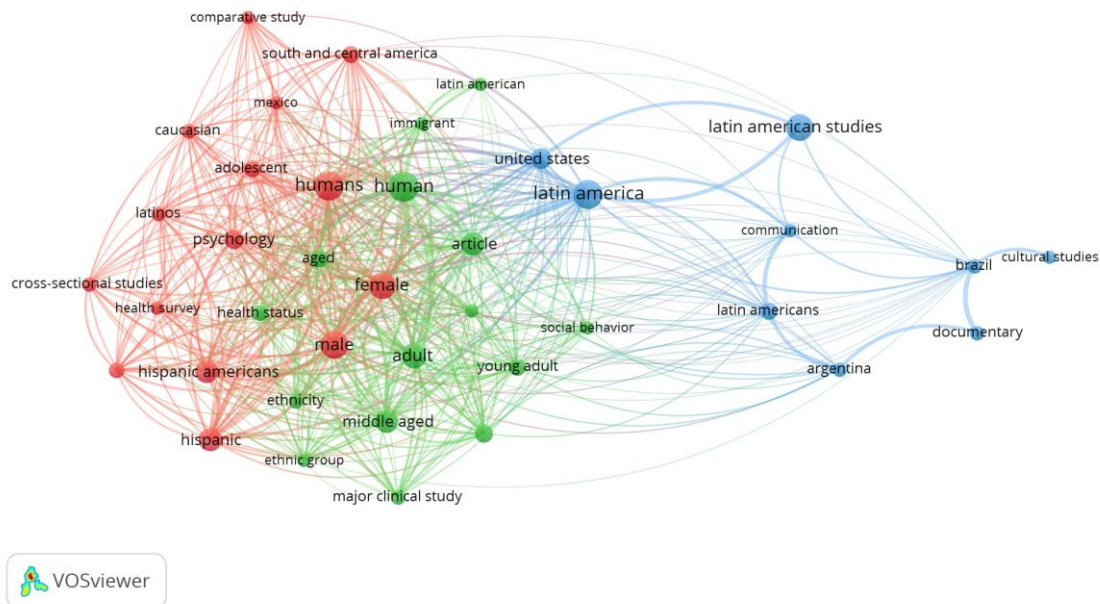 comparative study
south and central america
latin american
mexico
immigrant
caucasian
latin american studies
united states
adolescent
humans
human
latin america
latinos
psychology
article
communication
aged
cultural studies
brazil
cross-sectional studies
female
health survey
health status
latin americans
social behavior
documentary
male
adult
young adult
argentina
hispanic americans
ethnicity
middle aged
hispanic
ethnic group
major clinical study
VOSviewer